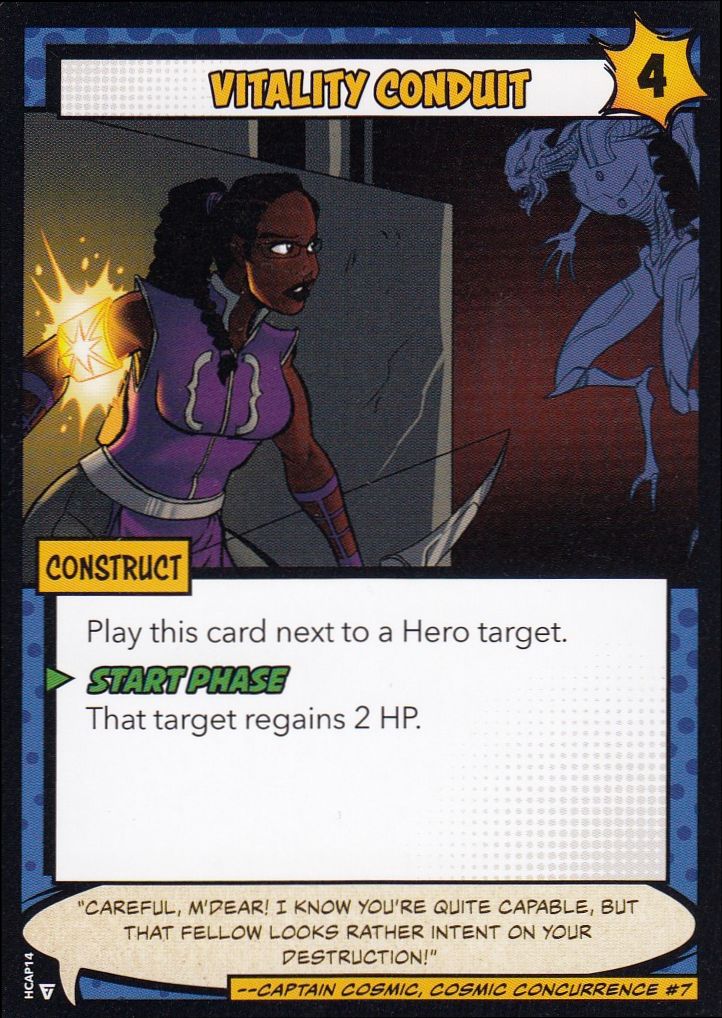 VITALITY CONDUIT
4
CONSTRUCT
Play this card next to a Hero target.
START PHASE
That target regains 2 HP.
"CAREFUL, M'DEAR! I KNOW YOU'RE QUITE CAPABLE, BUT
THAT FELLOW LOOKS RATHER INTENT ON YOUR
DESTRUCTION!"
--CAPTAIN COSMIC, COSMIC CONCURRENCE #7
HCAP14